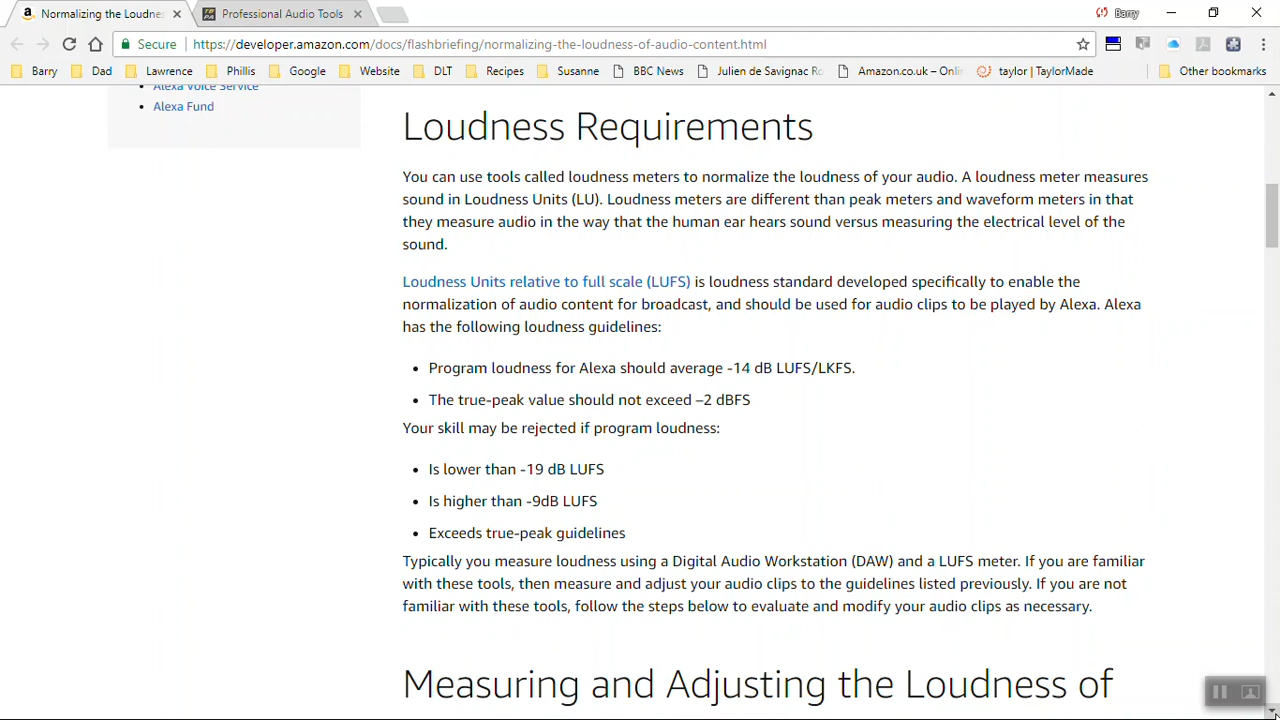 Normalizing the Loudnes
Professional Audio Tools
Barry
Secure
https://developer.amazon.com/docs/flashbriefing/normalizing-the-loudness-of-audio-content.html
Barry
Dad
Lawrence
Phillis
Google
Website
DLT
Recipes
Susanne
BBC News
Julien de Savignac Ro
Amazon.co.uk – Onli
taylor | TaylorMade
Other bookmarks
Alexa Voice Service
Alexa Fund
Loudness Requirements
You can use tools called loudness meters to normalize the loudness of your audio. A loudness meter measures
sound in Loudness Units (LU). Loudness meters are different than peak meters and waveform meters in that
they measure audio in the way that the human ear hears sound versus measuring the electrical level of the
sound.
Loudness Units relative to full scale (LUFS) is loudness standard developed specifically to enable the
normalization of audio content for broadcast, and should be used for audio clips to be played by Alexa. Alexa
has the following loudness guidelines:
• Program loudness for Alexa should average -14 dB LUFS/LKFS.
• The true-peak value should not exceed –2 dBFS
Your skill may be rejected if program loudness:
• Is lower than -19 dB LUFS
• Is higher than -9dB LUFS
• Exceeds true-peak guidelines
Typically you measure loudness using a Digital Audio Workstation (DAW) and a LUFS meter. If you are familiar
with these tools, then measure and adjust your audio clips to the guidelines listed previously. If you are not
familiar with these tools, follow the steps below to evaluate and modify your audio clips as necessary.
Measuring and Adjusting the Loudness of